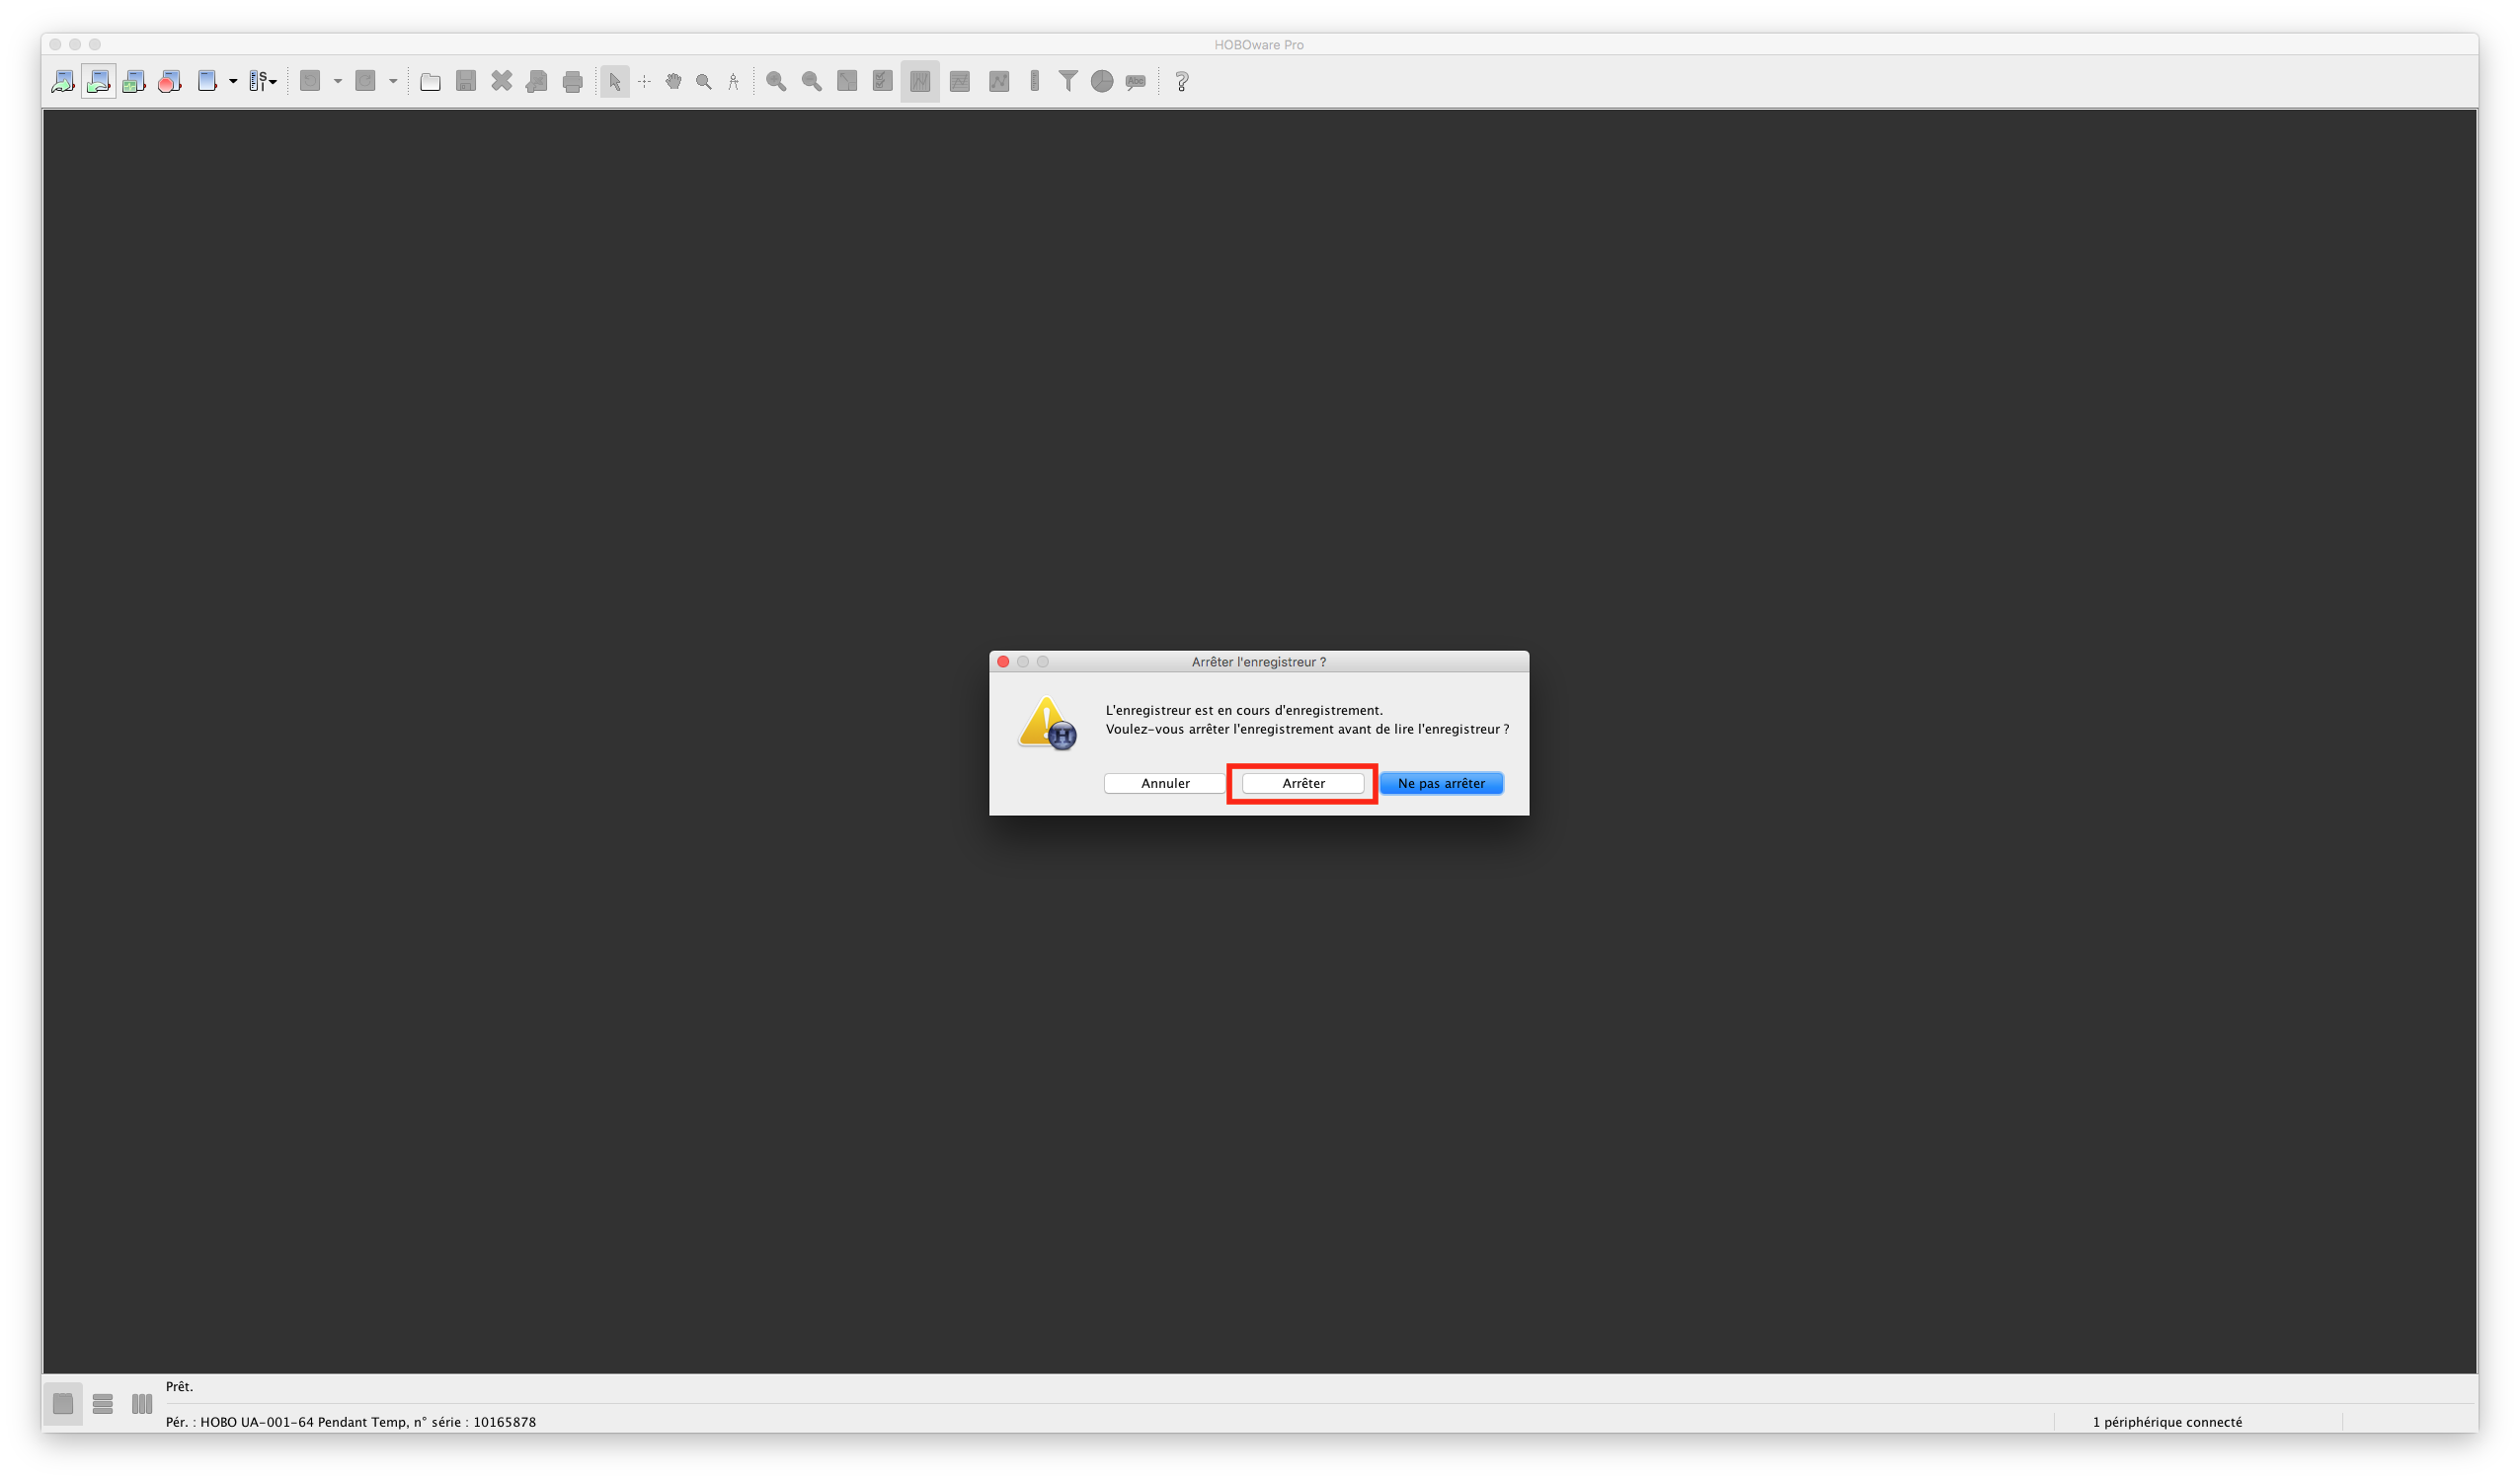 HOBOware Pro
S
I
Abc
?
Arrêter l'enregistreur ?
L'enregistreur est en cours d'enregistrement.
Voulez-vous arrêter l'enregistrement avant de lire l'enregistreur ?
H
Annuler
Arrêter
Ne pas arrêter
Prêt.
Pér. : HOBO UA-001-64 Pendant Temp, n° série : 10165878
1 périphérique connecté